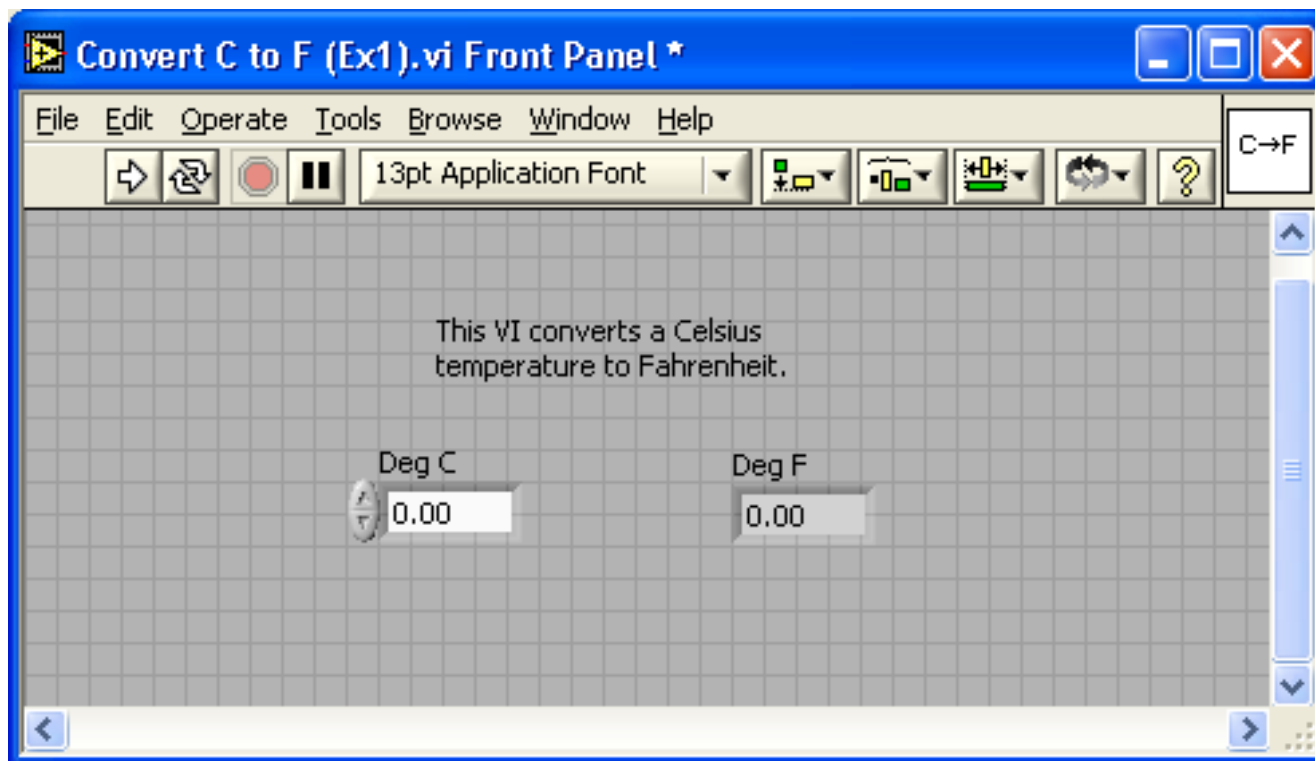 Convert C to F (Ex1).vi Front Panel *
File Edit Operate Tools Browse Window Help
C→F
13pt Application Font
?
This VI converts a Celsius
temperature to Fahrenheit.
Deg C
Deg F
0.00
0.00